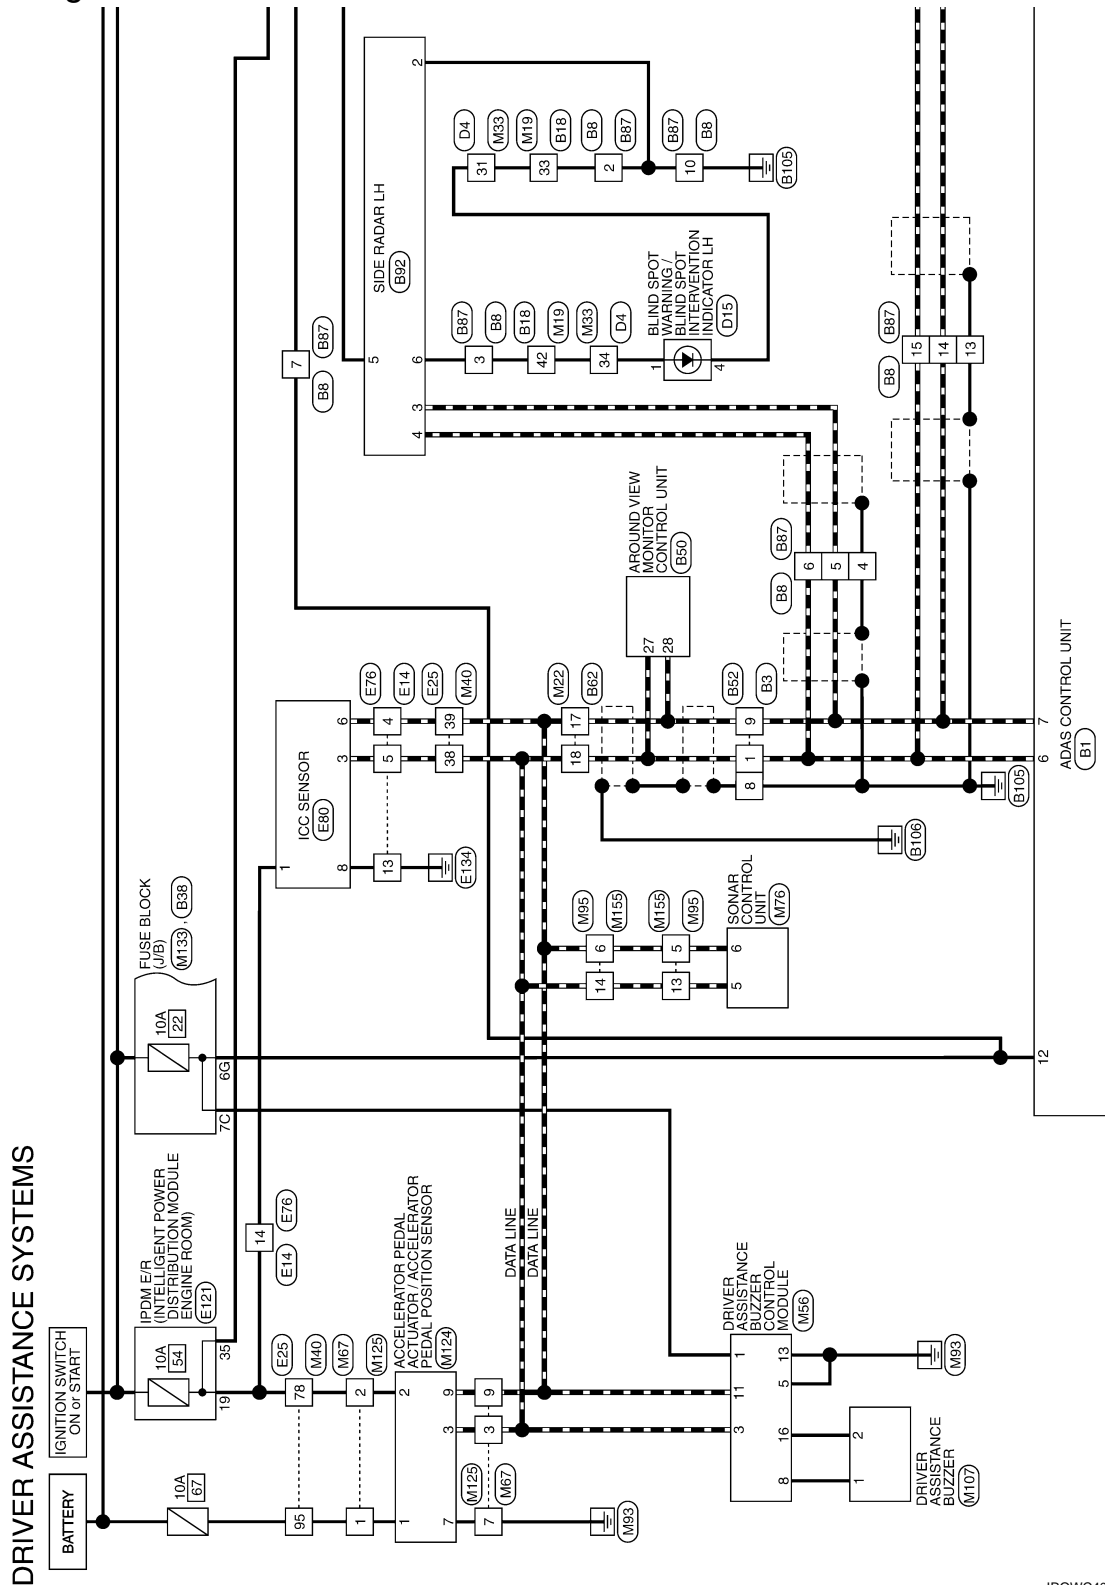 DRIVER ASSISTANCE SYSTEMS
BATTERY
IGNITION SWITCH
ON or START
10A
67
IPDM E/R
(INTELLIGENT POWER
DISTRIBUTION MODULE
ENGINE ROOM)
E121
10A
54
19
35
FUSE BLOCK
(J/B)
M133 , B38
10A
22
7C
6G
E14
14
E76
95
78
E25
M40
1
2
M67
M125
1
2
ACCELERATOR PEDAL
ACTUATOR / ACCELERATOR
PEDAL POSITION SENSOR
M124
7
3
9
7
3
9
M125
M67
M93
DATA LINE
DATA LINE
3
11
1
DRIVER
ASSISTANCE
BUZZER
CONTROL
MODULE
M56
8
16
5
13
M93
1
2
DRIVER
ASSISTANCE
BUZZER
M107
1
ICC SENSOR
E80
8
3
6
13
5
4
E76
E14
E134
38
39
E25
M40
18
17
M22
B62
14
6
M95
M155
13
5
M155
M95
5
6
SONAR
CONTROL
UNIT
M76
B106
8
1
9
B52
B3
B105
27
28
AROUND VIEW
MONITOR
CONTROL UNIT
B50
B8
7
B87
SIDE RADAR LH
B92
5
6
2
4
3
3
B87
B8
42
B18
M19
34
M33
D4
1
4
BLIND SPOT
WARNING /
BLIND SPOT
INTERVENTION
INDICATOR LH
D15
31
D4
M33
33
M19
B18
2
B8
B87
10
B87
B8
B105
B8
6
5
4
B87
B8
15
14
13
B87
12
6
7
ADAS CONTROL UNIT
B1